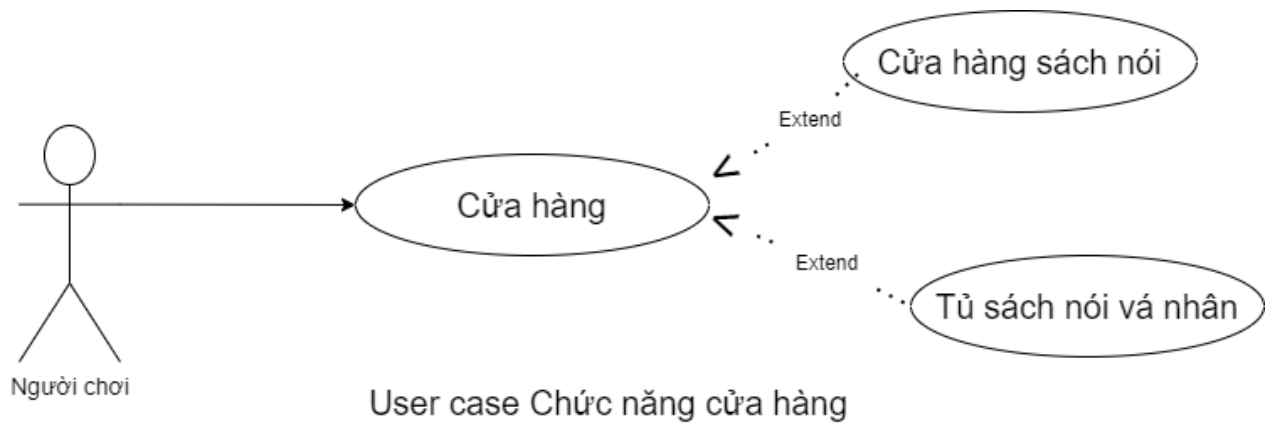 Cửa hàng sách nói
Extend
Cửa hàng
Extend
Tủ sách nói vá nhân
Người chơi
User case Chức năng cửa hàng